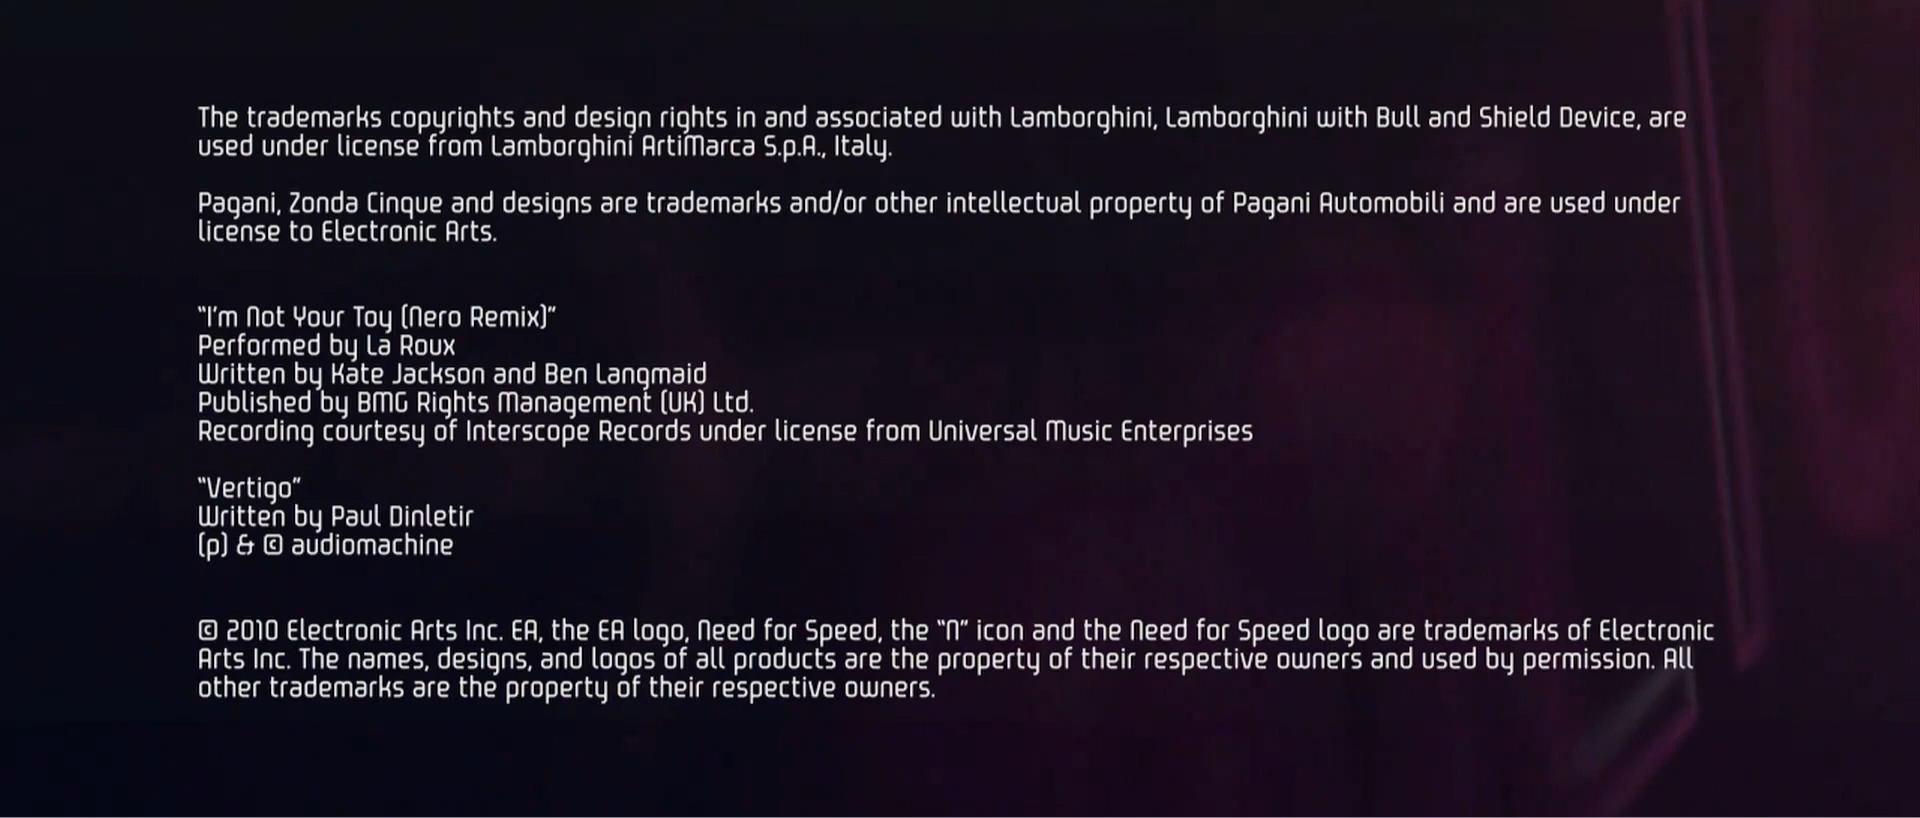 The trademarks copyrights and design rights in and associated with Lamborghini, Lamborghini with Bull and Shield Device, are
used under license from Lamborghini ArtiMarca S.p.A., Italy.
Pagani, Zonda Cinque and designs are trademarks and/or other intellectual property of Pagani Automobili and are used under
license to Electronic Arts.
“I’m Not Your Toy (Nero Remix)”
Performed by La Roux
Written by Kate Jackson and Ben Langmaid
Published by BMG Rights Management (UK) Ltd.
Recording courtesy of Interscope Records under license from Universal Music Enterprises
“Vertigo”
Written by Paul Dinletir
(p) & © audiomachine
© 2010 Electronic Arts Inc. EA, the EA logo, Need for Speed, the “N” icon and the Need for Speed logo are trademarks of Electronic
Arts Inc. The names, designs, and logos of all products are the property of their respective owners and used by permission. All
other trademarks are the property of their respective owners.